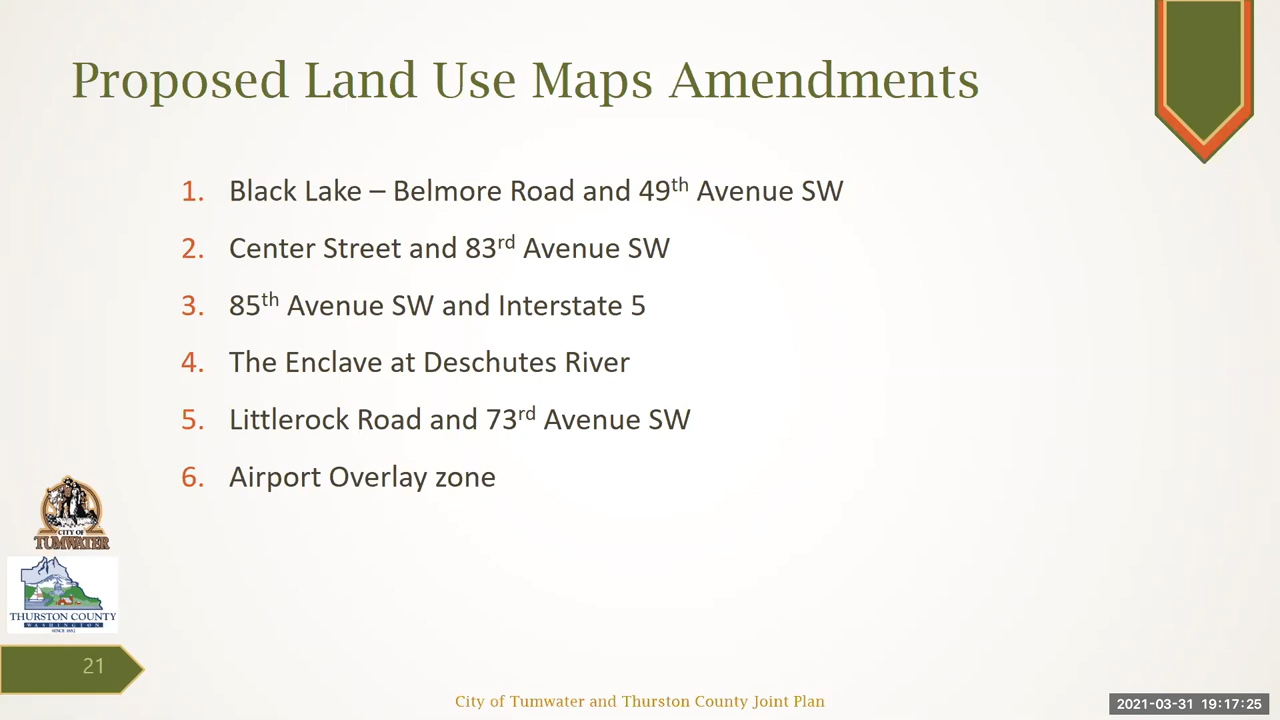 Proposed Land Use Maps Amendments
1. Black Lake – Belmore Road and 49th Avenue SW
2. Center Street and 83rd Avenue SW
3. 85th Avenue SW and Interstate 5
4. The Enclave at Deschutes River
5. Littlerock Road and 73rd Avenue SW
6. Airport Overlay zone
CITY OF
TUMWATER
THURSTON COUNTY
WASHINGTON
SINCE 1852
21
City of Tumwater and Thurston County Joint Plan
2021-03-31 19:17:25